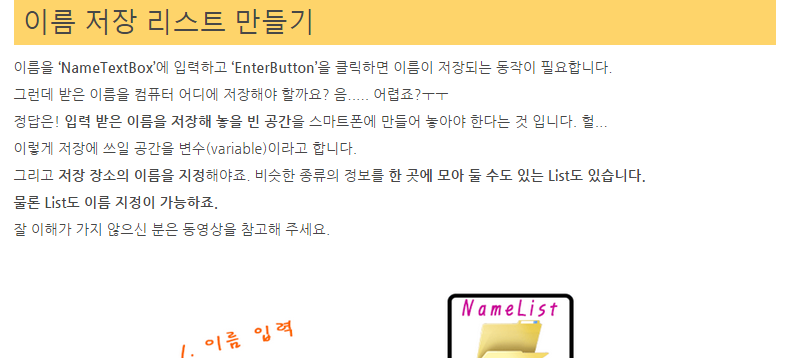 이름 저장 리스트 만들기
이름을 ‘NameTextBox’에 입력하고 ‘EnterButton’을 클릭하면 이름이 저장되는 동작이 필요합니다.
그런데 받은 이름을 컴퓨터 어디에 저장해야 할까요? 음..... 어렵죠?ㅜㅜ
정답은! 입력 받은 이름을 저장해 놓을 빈 공간을 스마트폰에 만들어 놓아야 한다는 것 입니다. 헐...
이렇게 저장에 쓰일 공간을 변수(variable)이라고 합니다.
그리고 저장 장소의 이름을 지정해야죠. 비슷한 종류의 정보를 한 곳에 모아 둘 수도 있는 List도 있습니다.
물론 List도 이름 지정이 가능하죠.
잘 이해가 가지 않으신 분은 동영상을 참고해 주세요.
NameList
1. 이름 입력